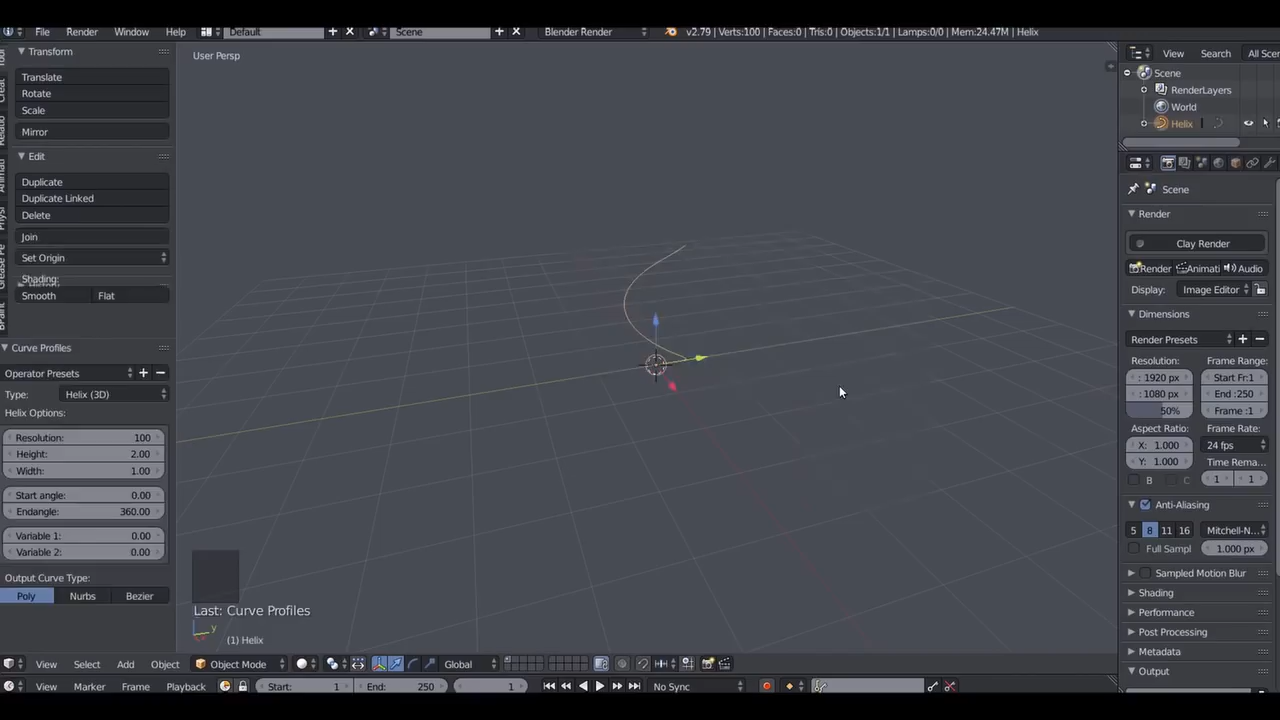 File Render Window Help Default Scene Blender Render v2.79 | Verts:100 | Faces:0 | Tris:0 | Objects:1/1 | Lamps:0/0 | Mem:24.47M | Helix
Transform
Translate
Rotate
Scale
Mirror
Edit
Duplicate
Duplicate Linked
Delete
Join
Set Origin
Shading:
Smooth Flat
Curve Profiles
Operator Presets
Type: Helix (3D)
Helix Options:
Resolution: 100
Height: 2.00
Width: 1.00
Start angle: 0.00
Endangle: 360.00
Variable 1: 0.00
Variable 2: 0.00
Output Curve Type:
Poly Nurbs Bezier
User Persp
Last: Curve Profiles
y
(1) Helix
View Select Add Object Object Mode Global
View Marker Frame Playback Start: 1 End: 250 1 No Sync
View Search All Scen
Scene
RenderLayers
World
Helix
Scene
Render
Clay Render
Render Animati Audio
Display: Image Editor
Dimensions
Render Presets
Resolution: Frame Range:
: 1920 px Start Fr:1
: 1080 px End :250
50% Frame :1
Aspect Ratio: Frame Rate:
X: 1.000 24 fps
Y: 1.000 Time Rema...
B C 1 1
Anti-Aliasing
5 8 11 16 Mitchell-N...
Full Sampl 1.000 px
Sampled Motion Blur
Shading
Performance
Post Processing
Metadata
Output